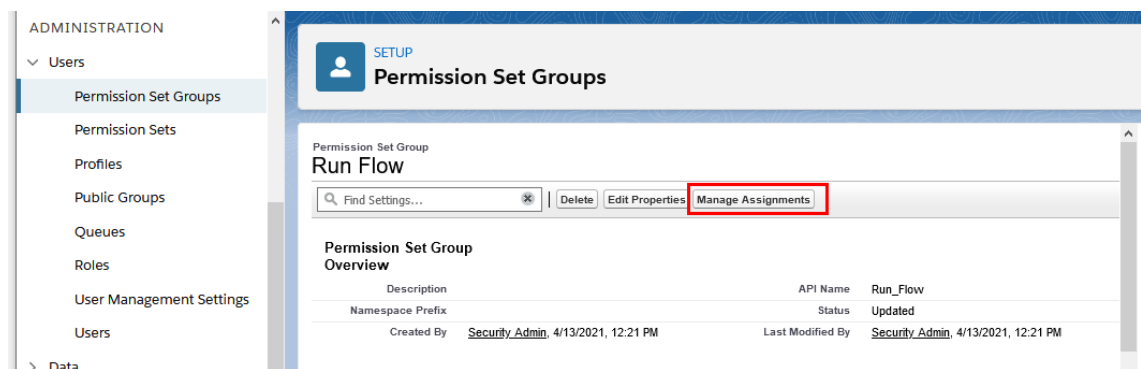 ADMINISTRATION
Users
Permission Set Groups
Permission Sets
Profiles
Public Groups
Queues
Roles
User Management Settings
Users
Data
SETUP
Permission Set Groups
Permission Set Group
Run Flow
Find Settings... Delete Edit Properties Manage Assignments
Permission Set Group
Overview
Description API Name Run_Flow
Namespace Prefix Status Updated
Created By Security Admin, 4/13/2021, 12:21 PM Last Modified By Security Admin, 4/13/2021, 12:21 PM